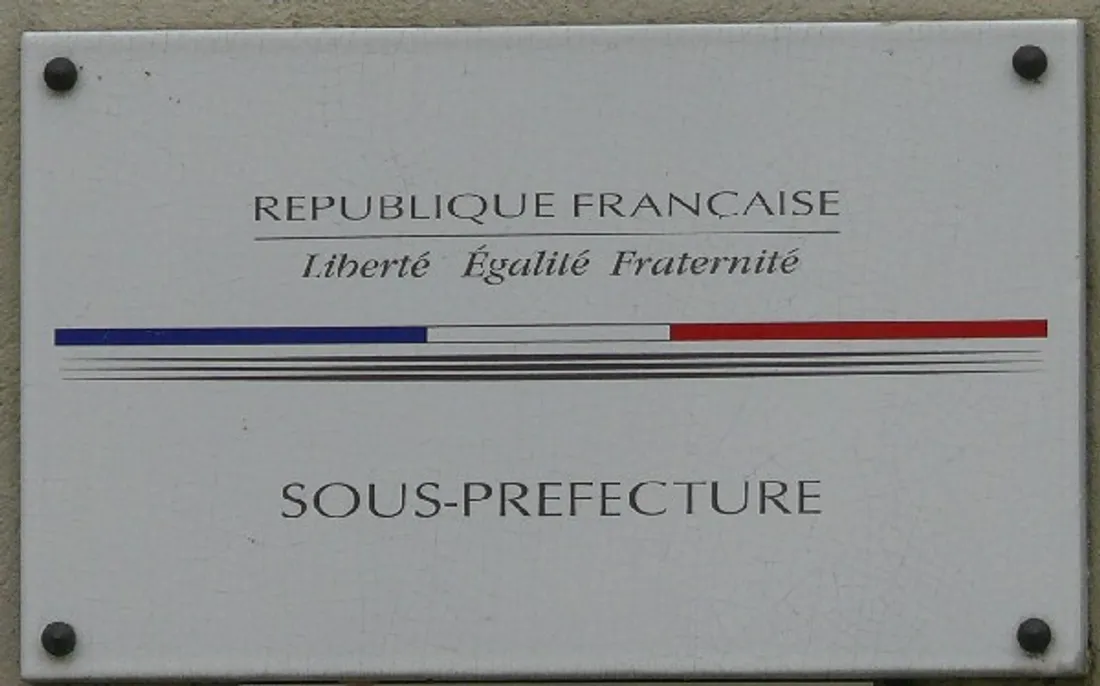 REPUBLIQUE FRANÇAISE
Liberté Égalité Fraternité
SOUS-PREFECTURE